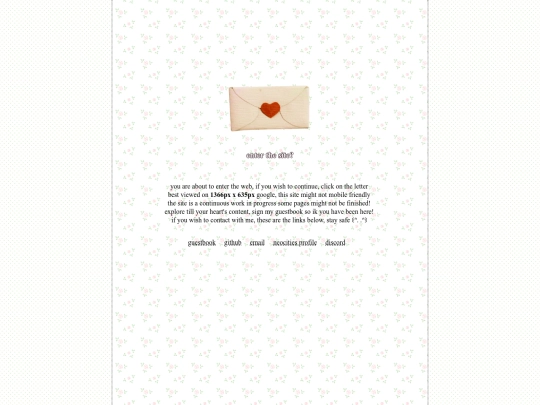 enter the site?
you are about to enter the web, if you wish to continue, click on the letter
best viewed on 1366px x 635px google, this site might not mobile friendly
the site is a continuous work in progress some pages might not be finished!
explore till your heart's content, sign my guestbook so ik you have been here!
if you wish to contact with me, these are the links below, stay safe
guestbook github email neocities profile discord